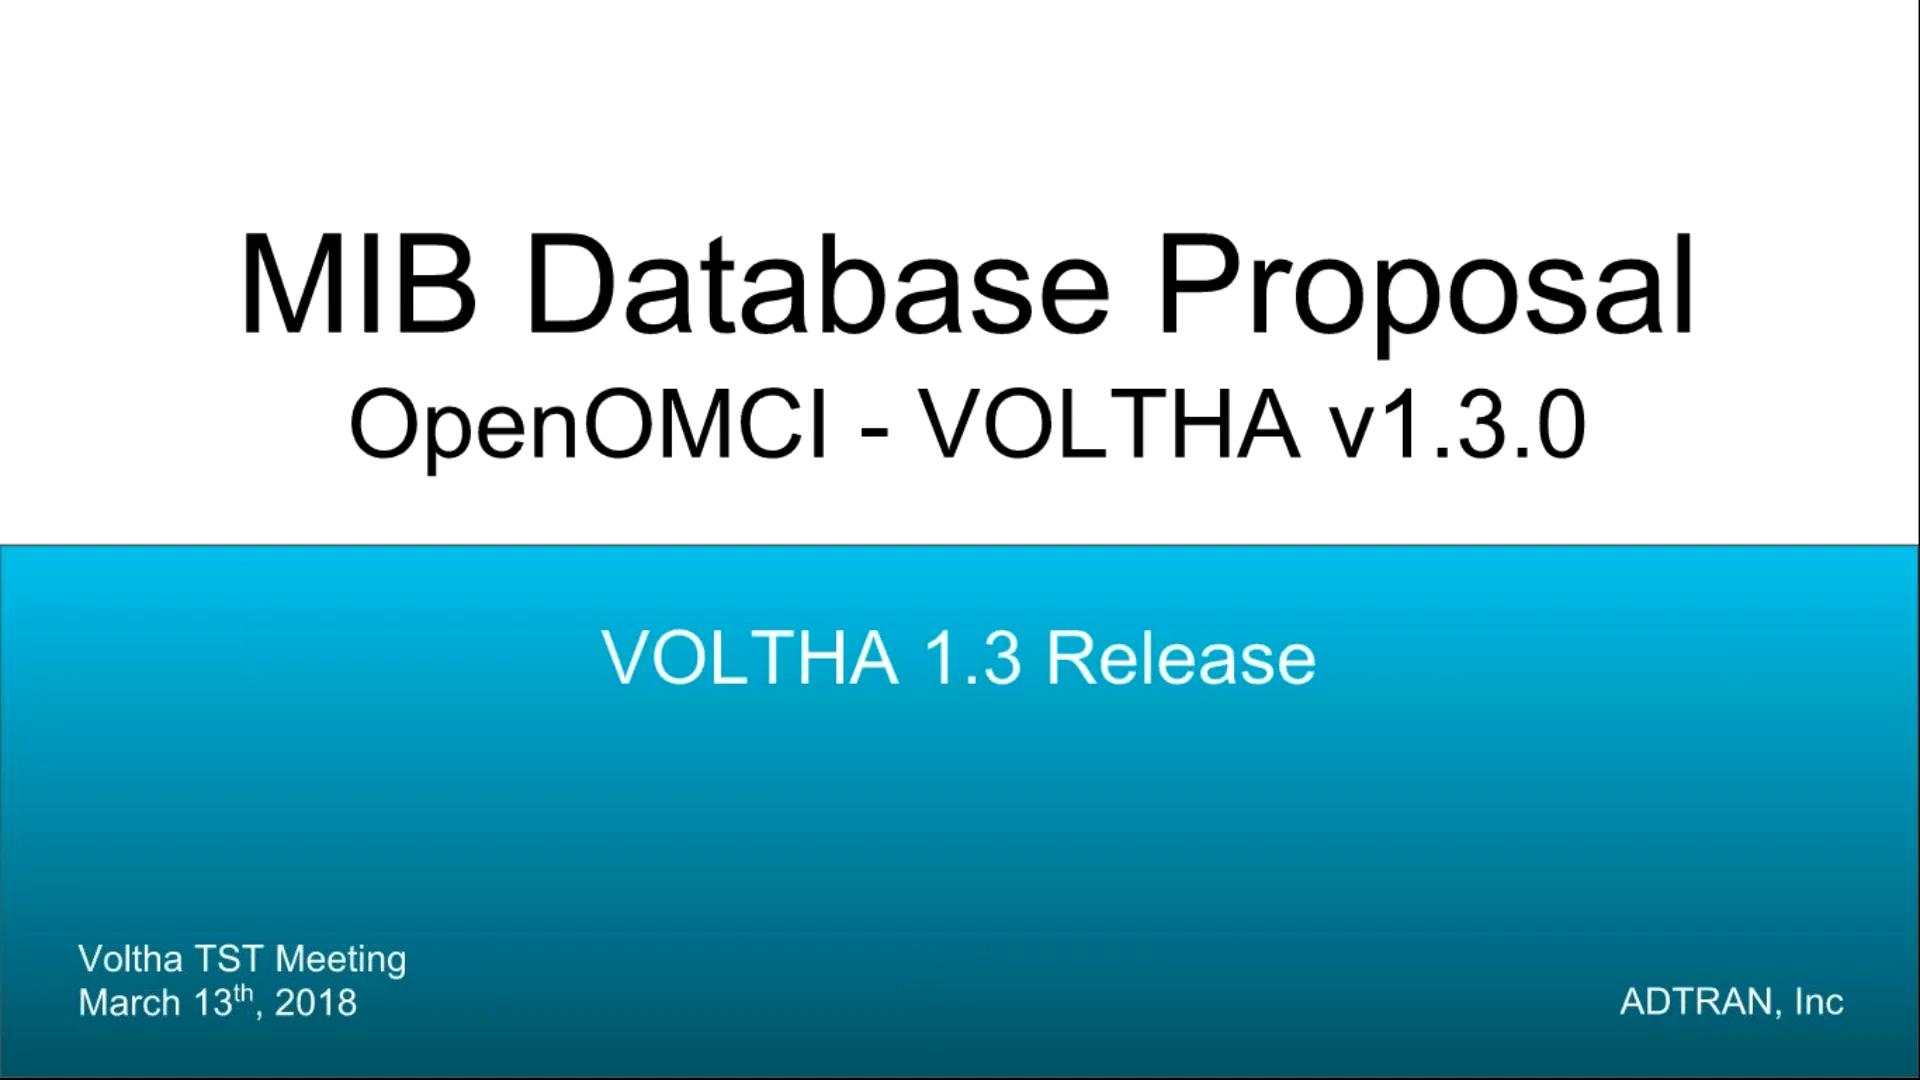 MIB Database Proposal
OpenOMCI - VOLTHA v1.3.0
VOLTHA 1.3 Release
Voltha TST Meeting
March 13th, 2018
ADTRAN, Inc